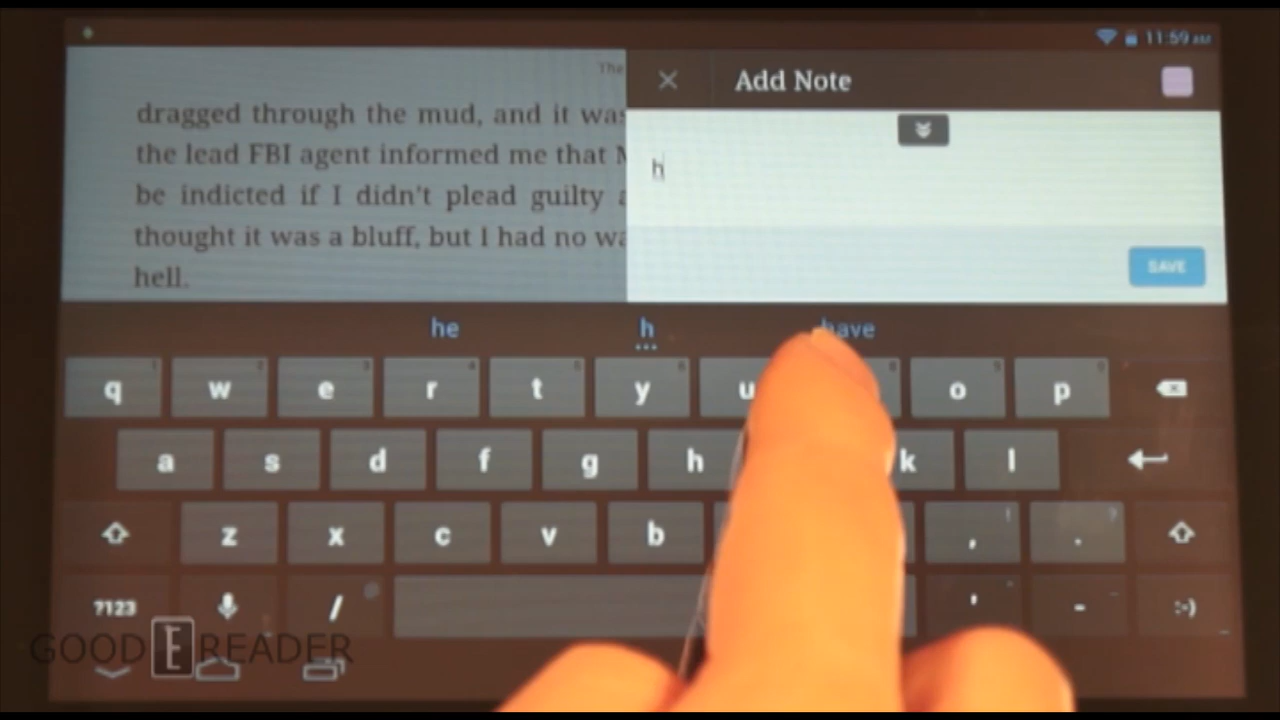 11:59 AM
The
Add Note
dragged through the mud, and it was
the lead FBI agent informed me that
be indicted if I didn't plead guilty
thought it was a bluff, but I had no
hell.
h
SAVE
he h have
q w e r t y u o p
a s d f g h k l
z x c v b , .
?123 / ' - :-)
GOOD E READER